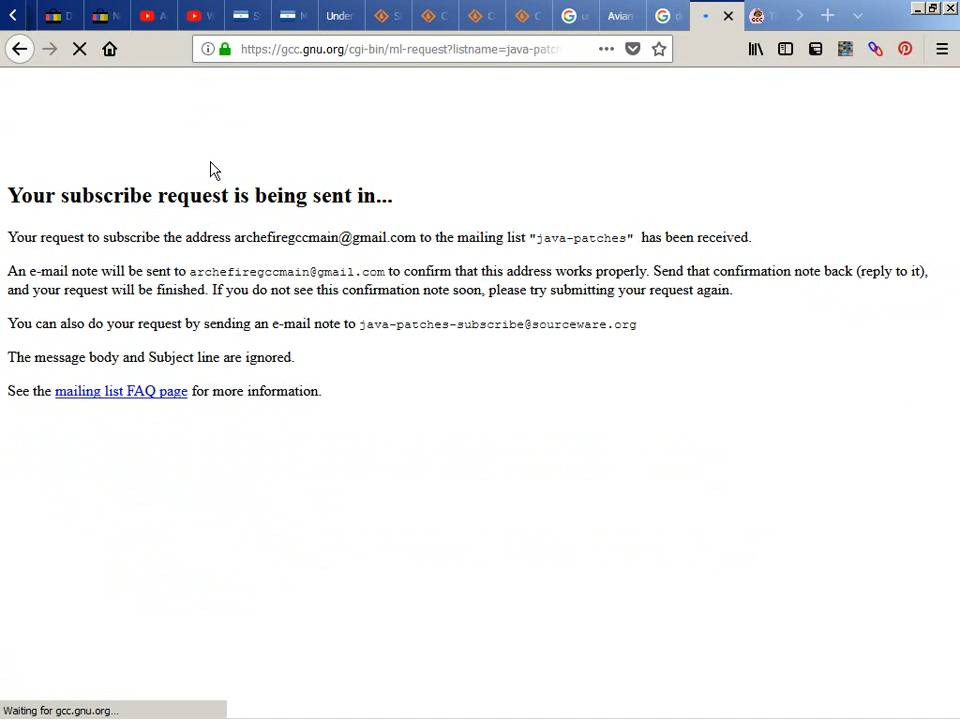 D
N
A
V
S
M
Under
S
C
O
C
u
Avian
d
T
https://gcc.gnu.org/cgi-bin/ml-request?listname=java-patch
Your subscribe request is being sent in...
Your request to subscribe the address archefiregccmain@gmail.com to the mailing list "java-patches" has been received.
An e-mail note will be sent to archefiregccmain@gmail.com to confirm that this address works properly. Send that confirmation note back (reply to it),
and your request will be finished. If you do not see this confirmation note soon, please try submitting your request again.
You can also do your request by sending an e-mail note to java-patches-subscribe@sourceware.org
The message body and Subject line are ignored.
See the mailing list FAQ page for more information.
Waiting for gcc.gnu.org...